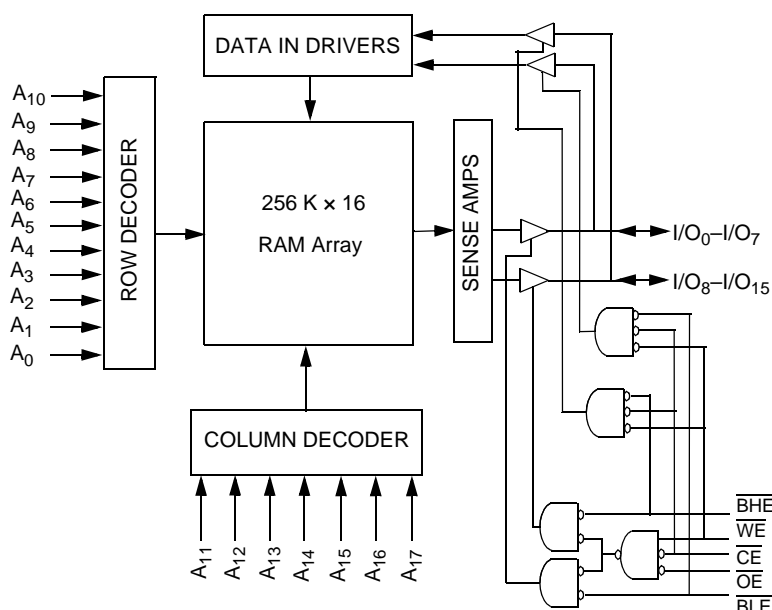 DATA IN DRIVERS
A10
A9
A8
A7
A6
A5
A4
A3
A2
A1
A0
ROW DECODER
256 K × 16
RAM Array
SENSE AMPS
I/O0–I/O7
I/O8–I/O15
COLUMN DECODER
A11
A12
A13
A14
A15
A16
A17
BHE
WE
CE
OE
BLE